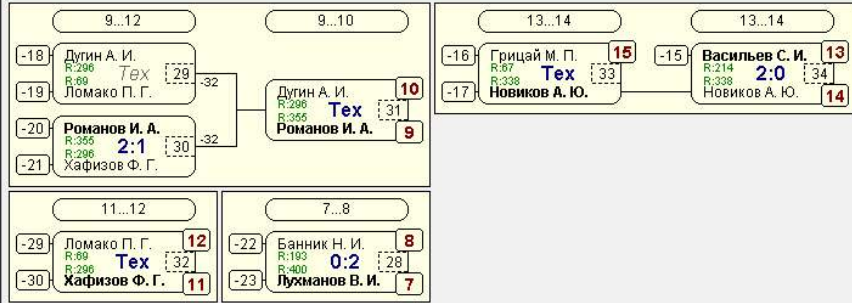 9...12
9...10
-18
Дугин А. И.
R:296
R:69
Тех
29
-32
-19
Ломако П. Г.
-20
Романов И. А.
R:355
R:296
2:1
30
-32
-21
Хафизов Ф. Г.
Дугин А. И.
10
R:296
R:355
Тех
31
Романов И. А.
9
13...14
13...14
-16
Грицай М. П.
15
R:67
R:338
Тех
33
-17
Новиков А. Ю.
-15
Васильев С. И.
13
R:214
R:338
2:0
34
Новиков А. Ю.
14
11...12
-29
Ломако П. Г.
12
R:69
R:296
Тех
32
-30
Хафизов Ф. Г.
11
7...8
-22
Банник Н. И.
8
R:193
R:400
0:2
28
-23
Лухманов В. И.
7